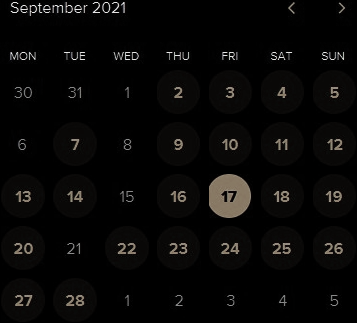 September 2021
MON TUE WED THU FRI SAT SUN
30 31 1 2 3 4 5
6 7 8 9 10 11 12
13 14 15 16 17 18 19
20 21 22 23 24 25 26
27 28 1 2 3 4 5